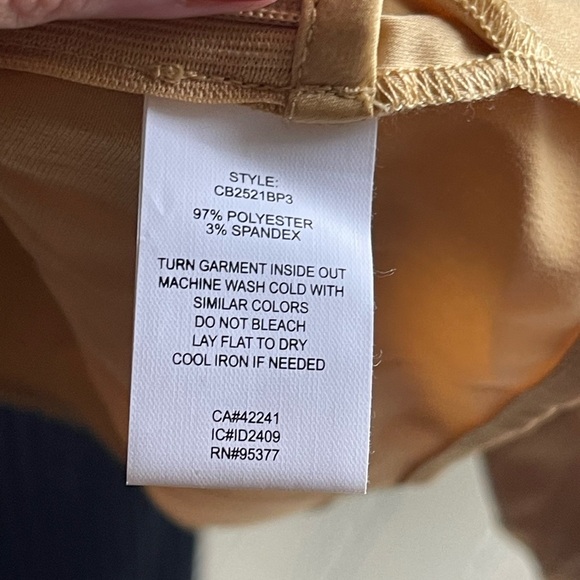 STYLE:
CB2521BP3
97% POLYESTER
3% SPANDEX
TURN GARMENT INSIDE OUT
MACHINE WASH COLD WITH
SIMILAR COLORS
DO NOT BLEACH
LAY FLAT TO DRY
COOL IRON IF NEEDED
CA#42241
IC#ID2409
RN#95377